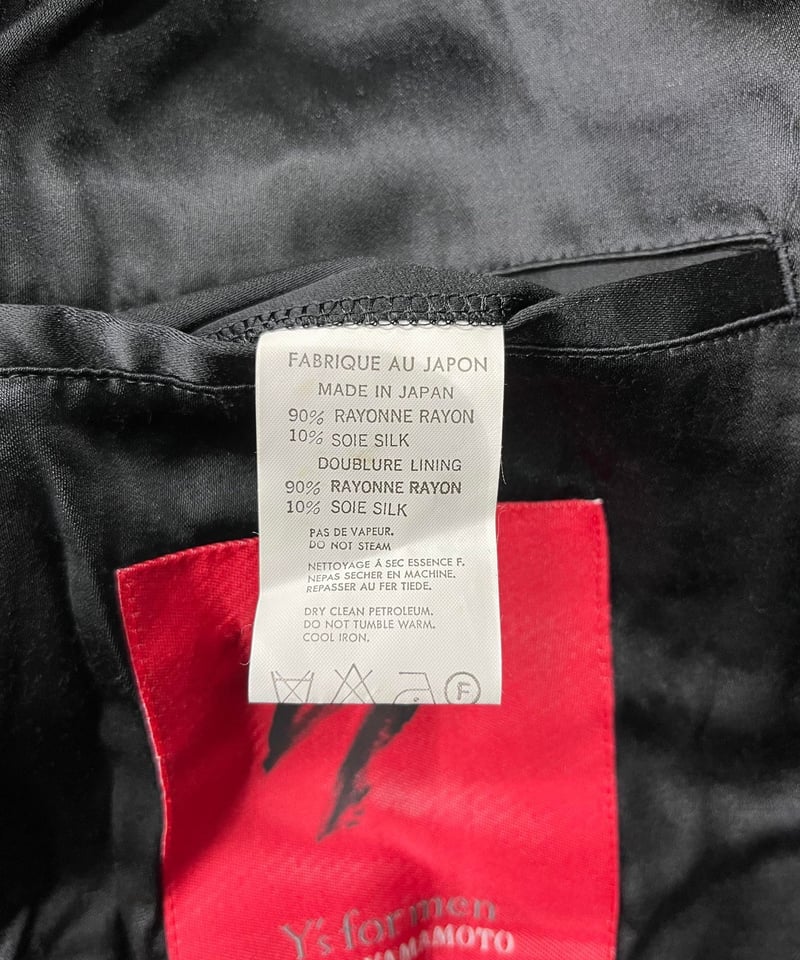 FABRIQUE AU JAPON
MADE IN JAPAN
90% RAYONNE RAYON
10% SOIE SILK
DOUBLURE LINING
90% RAYONNE RAYON
10% SOIE SILK
PAS DE VAPEUR.
DO NOT STEAM
NETTOYAGE À SEC ESSENCE F.
NEPAS SECHER EN MACHINE.
REPASSER AU FER TIEDE.
DRY CLEAN PETROLEUM.
DO NOT TUMBLE WARM.
COOL IRON.
F
Y's for men
YAMAMOTO